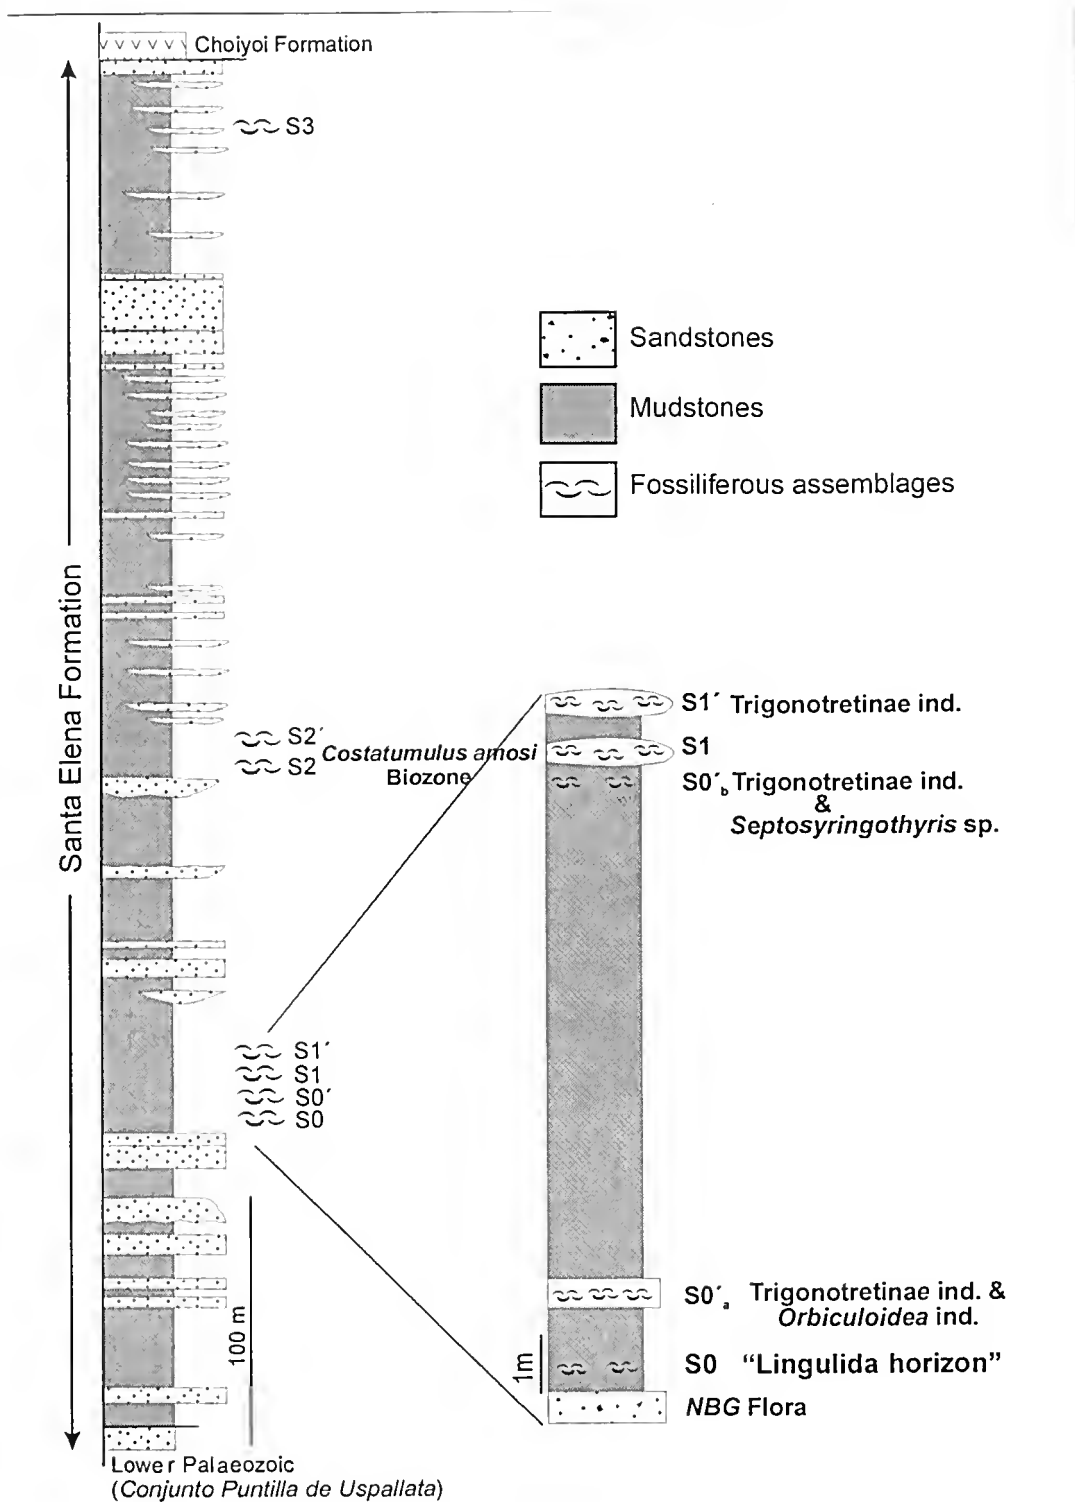 Choiyoi Formation
S3
Sandstones
Mudstones
Fossiliferous assemblages
Santa Elena Formation
S2´
S2
Costatumulus amosi
Biozone
S1´
S1
S0´
S0
100 m
Lower Palaeozoic
(Conjunto Puntilla de Uspallata)
S1´ Trigonotretinae ind.
S1
S0´b Trigonotretinae ind.
&
Septosyringothyris sp.
S0´a Trigonotretinae ind. &
Orbiculoidea ind.
1m
S0 “Lingulida horizon”
NBG Flora